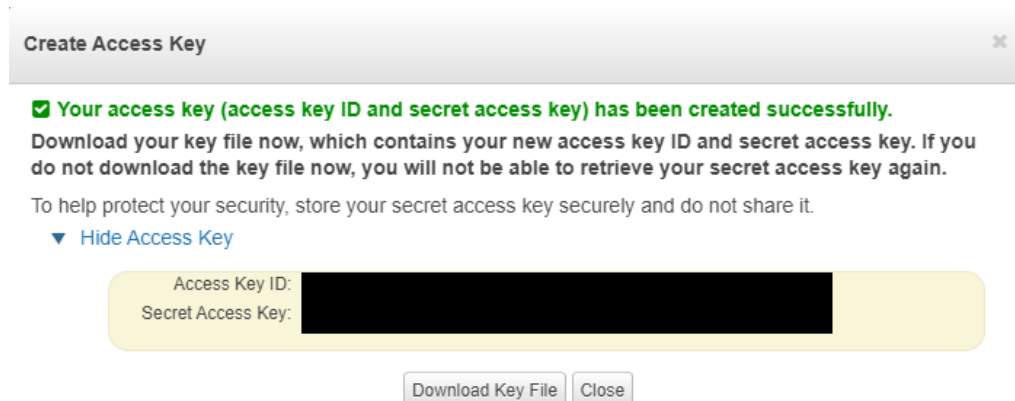 Create Access Key
Your access key (access key ID and secret access key) has been created successfully.
Download your key file now, which contains your new access key ID and secret access key. If you
do not download the key file now, you will not be able to retrieve your secret access key again.
To help protect your security, store your secret access key securely and do not share it.
Hide Access Key
Access Key ID:
Secret Access Key:
Download Key File Close